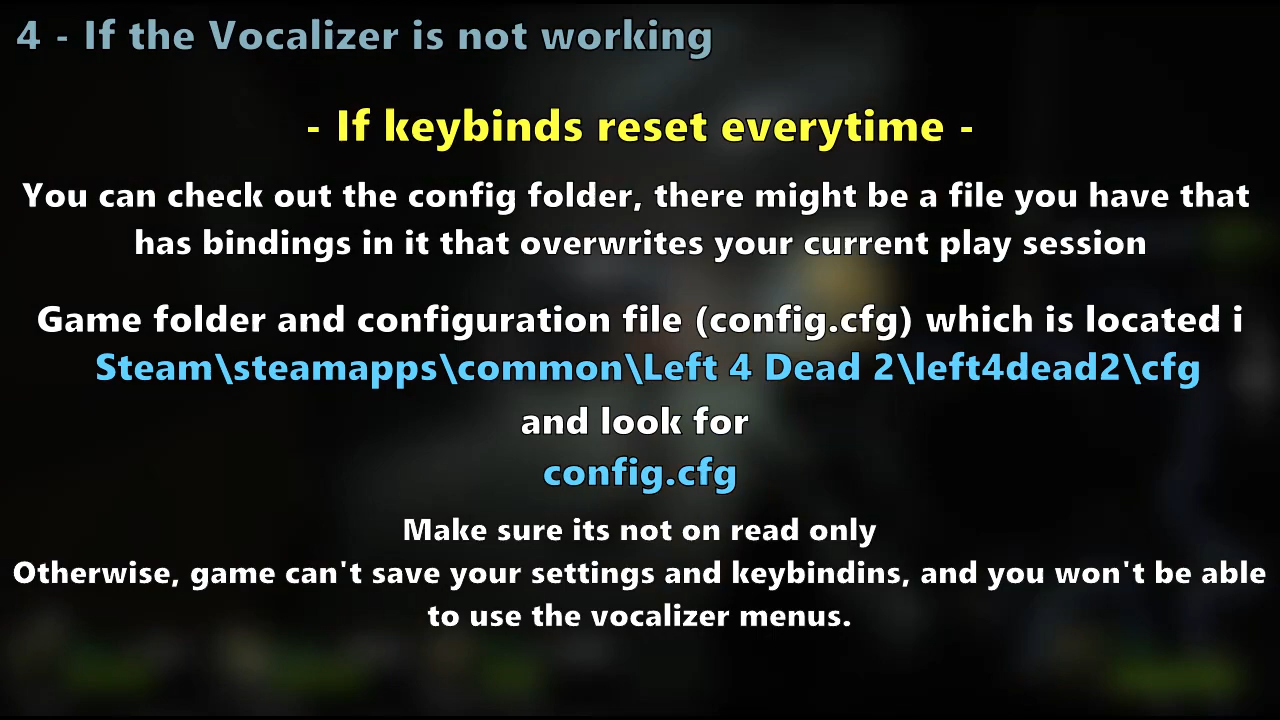 4 - If the Vocalizer is not working
- If keybinds reset everytime -
You can check out the config folder, there might be a file you have that
has bindings in it that overwrites your current play session
Game folder and configuration file (config.cfg) which is located i
Steam\steamapps\common\Left 4 Dead 2\left4dead2\cfg
and look for
config.cfg
Make sure its not on read only
Otherwise, game can't save your settings and keybindins, and you won't be able
to use the vocalizer menus.